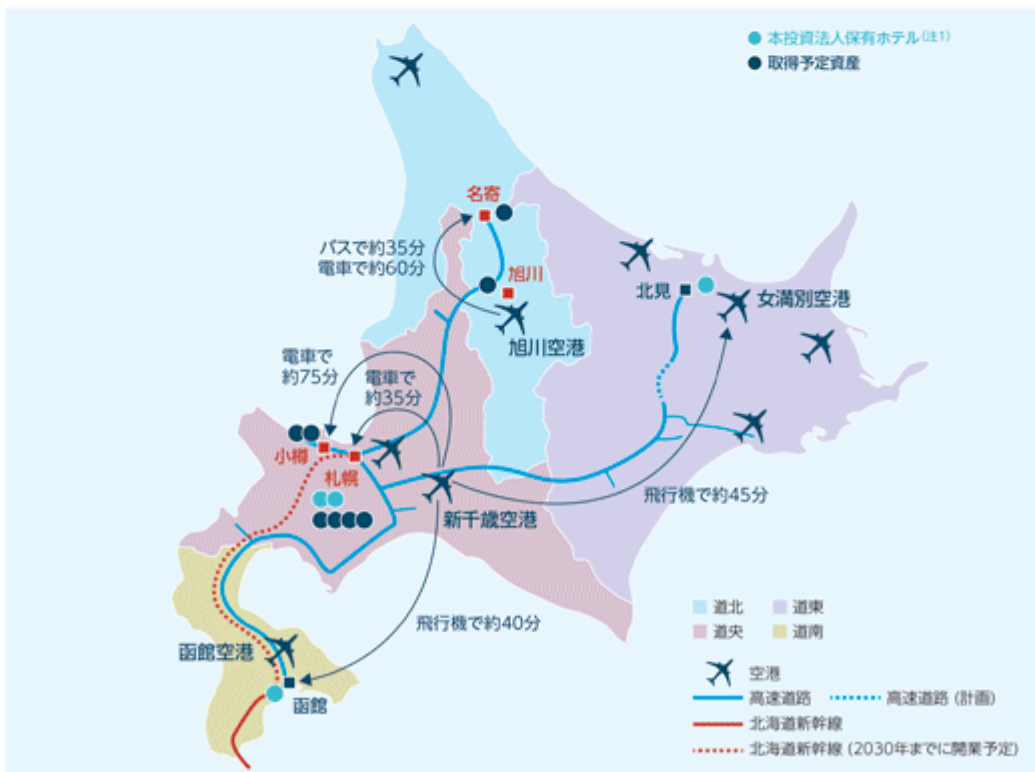 本投資法人保有ホテル(注1)
取得予定資産
名寄
バスで約35分
電車で約60分
旭川
旭川空港
北見
女満別空港
電車で
約75分
電車で
約35分
小樽
札幌
新千歳空港
飛行機で約45分
飛行機で約40分
函館空港
函館
道北
道東
道央
道南
空港
高速道路
高速道路 (計画)
北海道新幹線
北海道新幹線 (2030年までに開業予定)